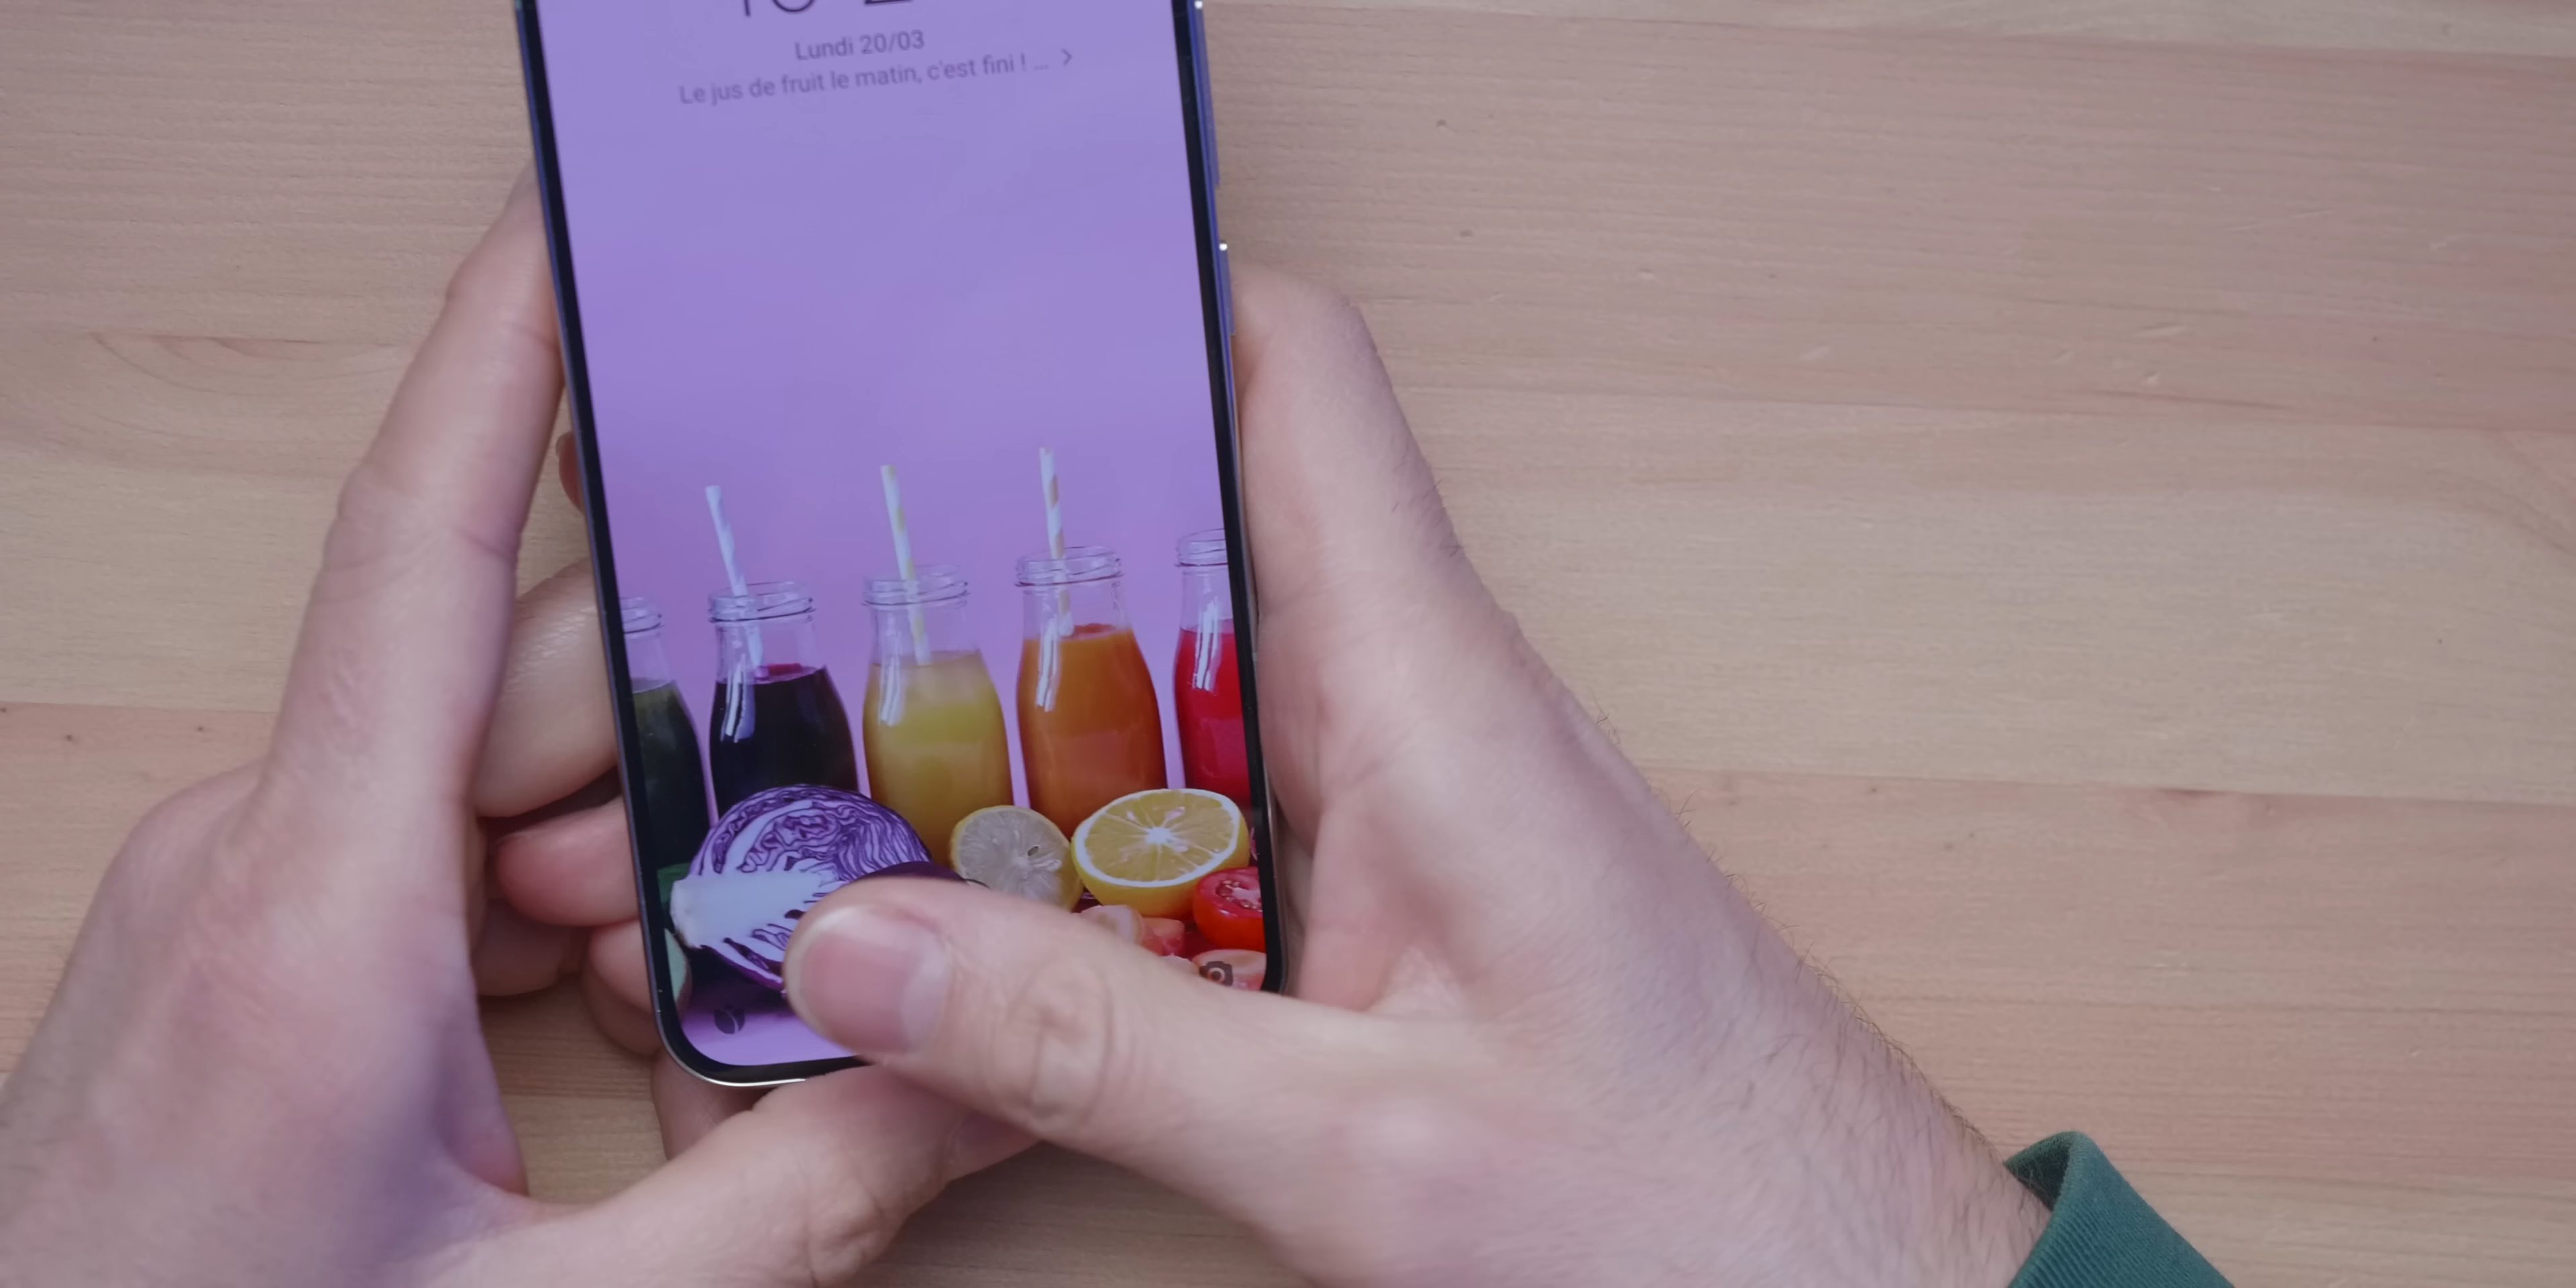 Lundi 20/03
Le jus de fruit le matin, c'est fini ! ...